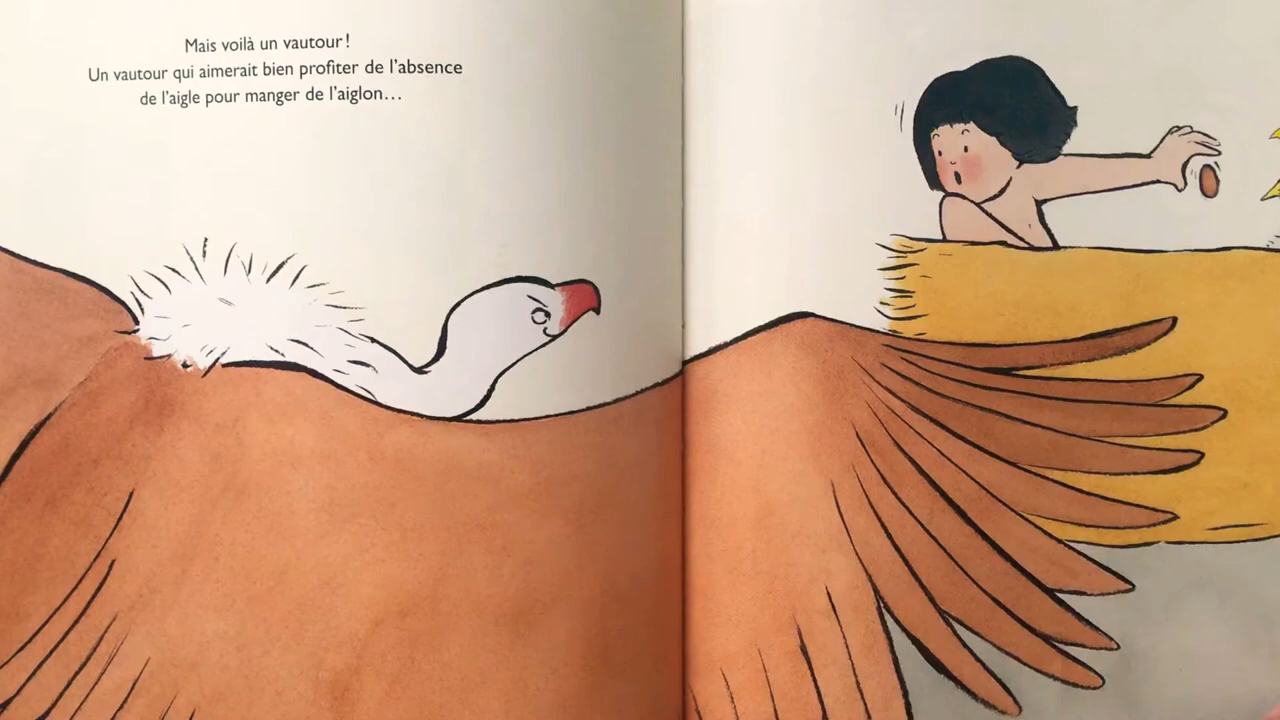 Mais voilà un vautour !
Un vautour qui aimerait bien profiter de l'absence
de l'aigle pour manger de l'aiglon…